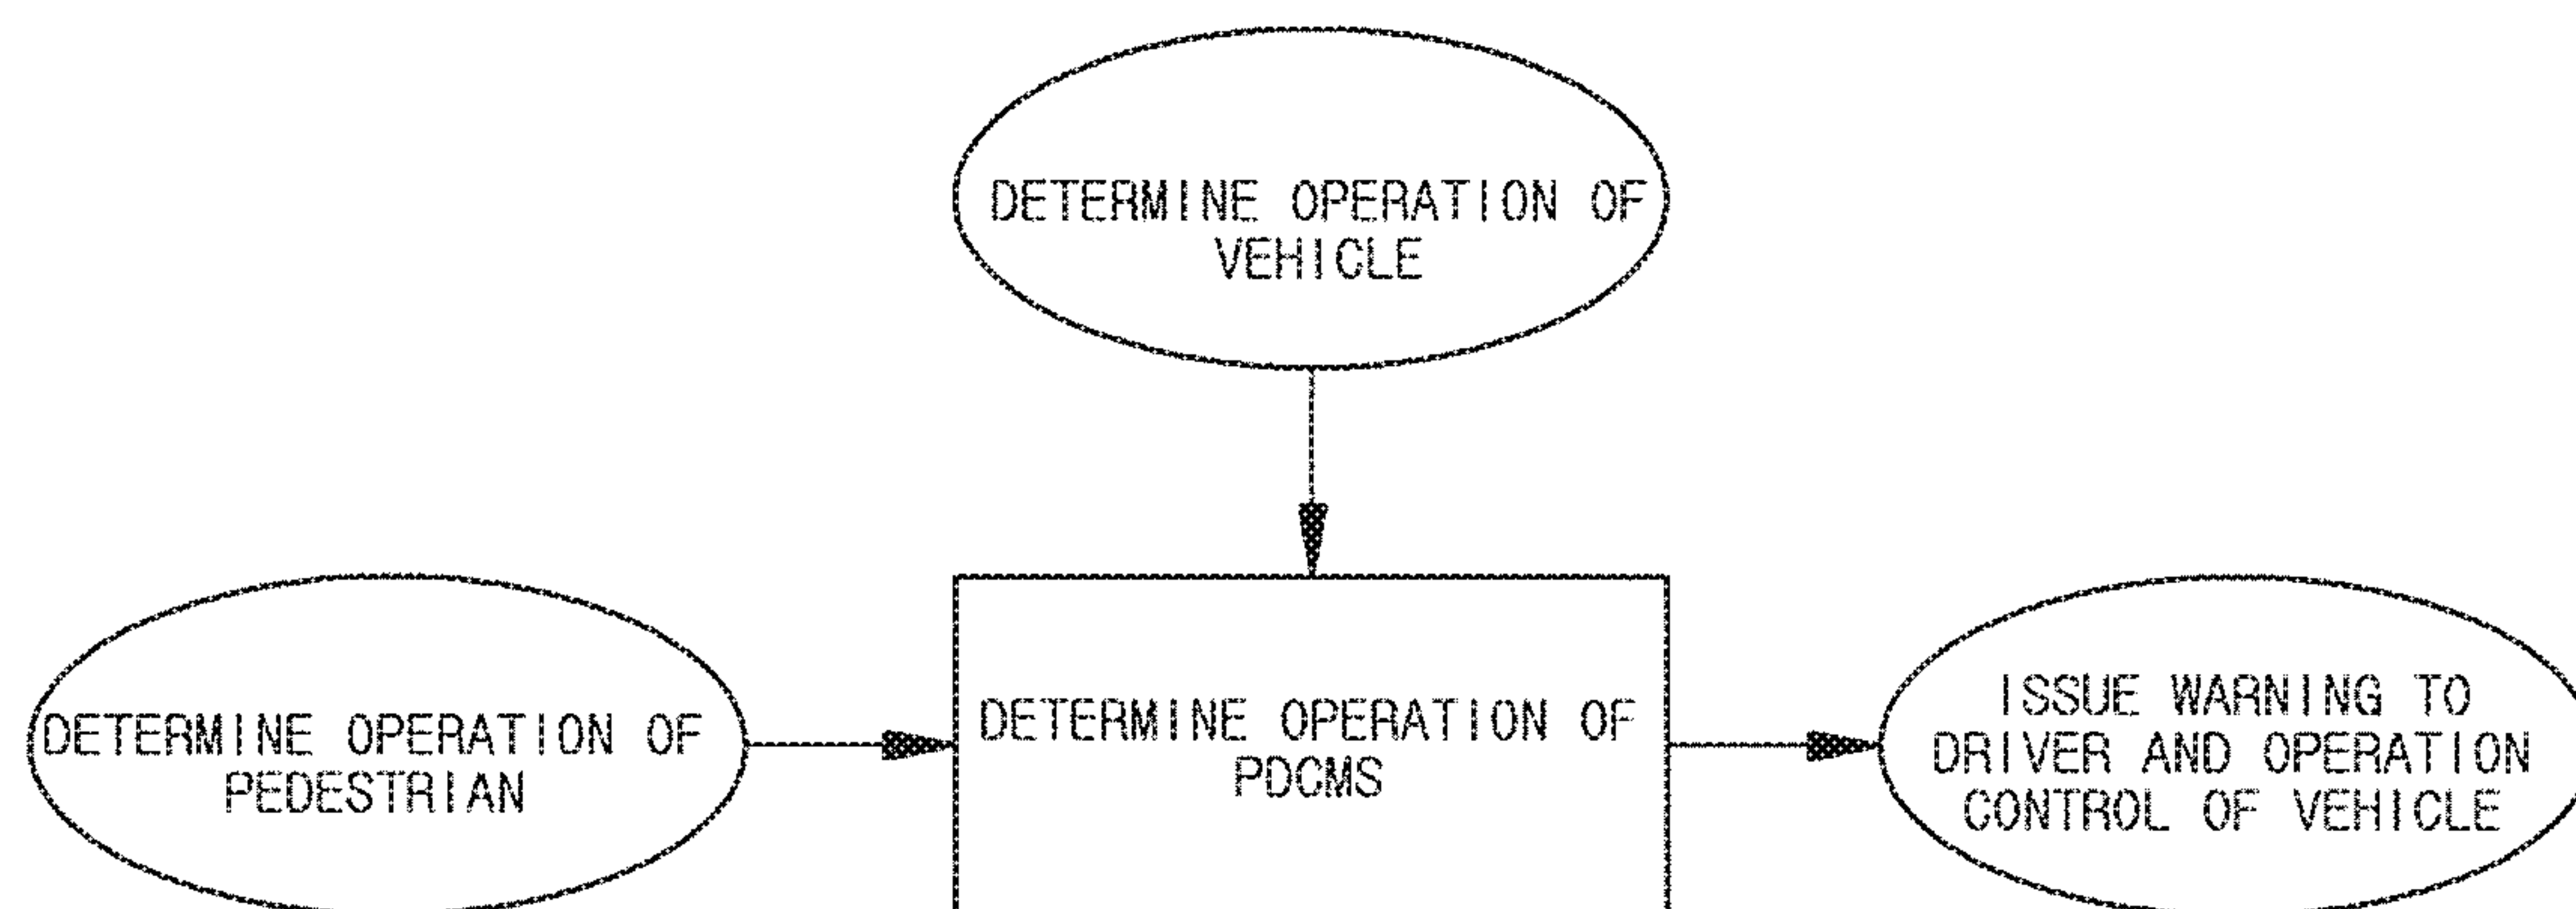 DETERMINE OPERATION OF
VEHICLE
DETERMINE OPERATION OF
PEDESTRIAN
DETERMINE OPERATION OF
PDCMS
ISSUE WARNING TO
DRIVER AND OPERATION
CONTROL OF VEHICLE